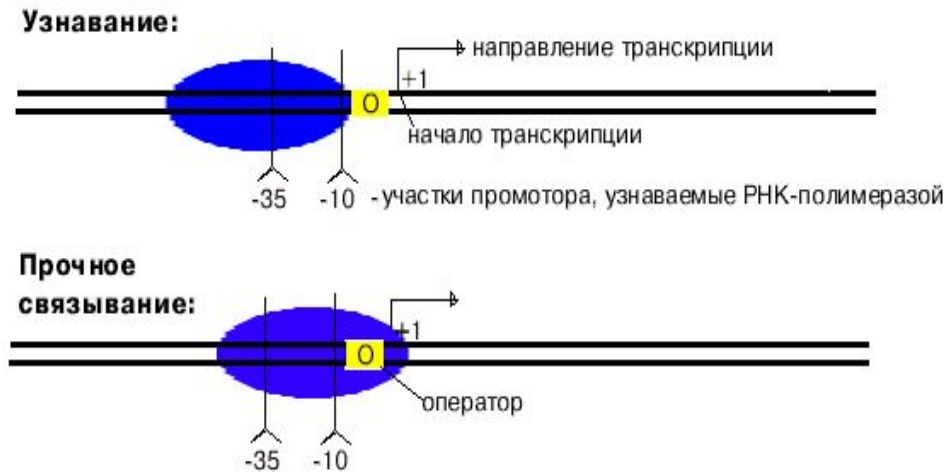 Узнавание:
направление транскрипции
+1
O
начало транскрипции
-35 -10 - участки промотора, узнаваемые РНК-полимеразой
Прочное
связывание:
+1
O
оператор
-35 -10